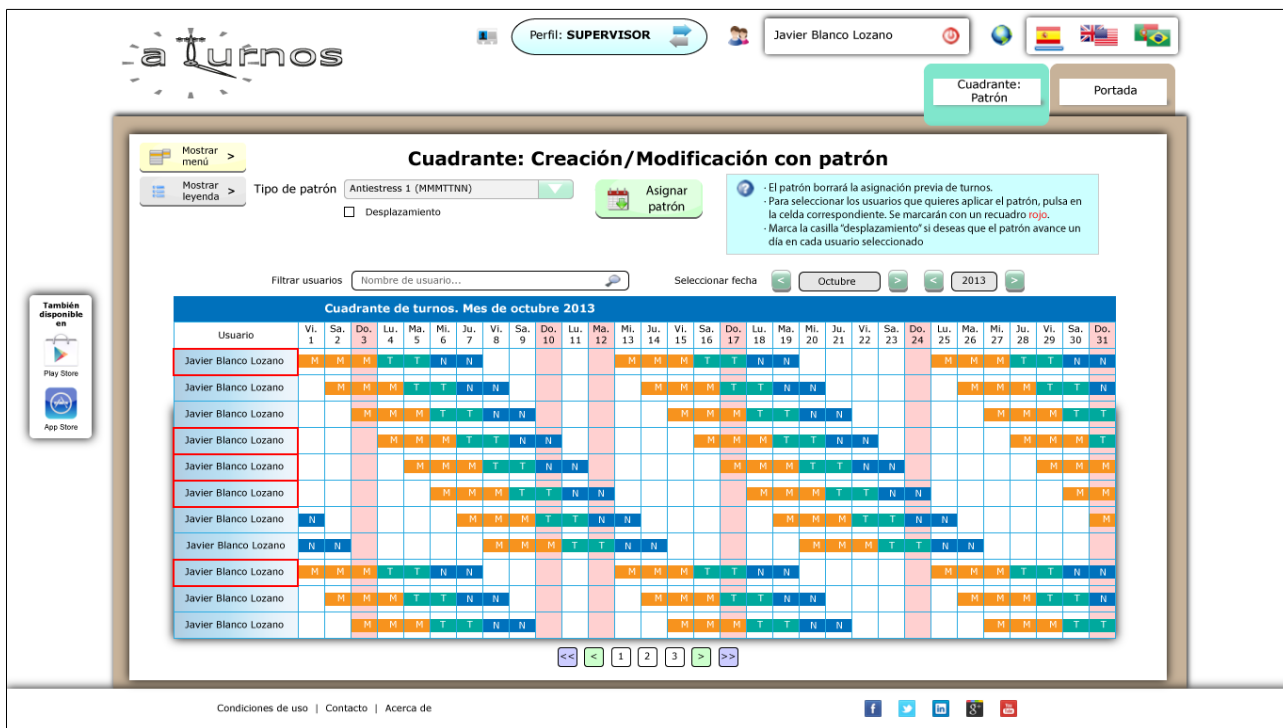 a turnos
Perfil: SUPERVISOR
Javier Blanco Lozano
Cuadrante:
Patrón
Portada
Mostrar
menú >
Cuadrante: Creación/Modificación con patrón
Mostrar
leyenda >
Tipo de patrón Antiestress 1 (MMMTTNN)
Desplazamiento
Asignar
patrón
· El patrón borrará la asignación previa de turnos.
· Para seleccionar los usuarios que quieres aplicar el patrón, pulsa en
la celda correspondiente. Se marcarán con un recuadro rojo.
· Marca la casilla "desplazamiento" si deseas que el patrón avance un
día en cada usuario seleccionado
Filtrar usuarios Nombre de usuario...
Seleccionar fecha < Octubre > < 2013 >
También
disponible
en
Play Store
App Store
Cuadrante de turnos. Mes de octubre 2013
Usuario
Vi. Sa. Do. Lu. Ma. Mi. Ju. Vi. Sa. Do. Lu. Ma. Mi. Ju. Vi. Sa. Do. Lu. Ma. Mi. Ju. Vi. Sa. Do. Lu. Ma. Mi. Ju. Vi. Sa. Do.
1 2 3 4 5 6 7 8 9 10 11 12 13 14 15 16 17 18 19 20 21 22 23 24 25 26 27 28 29 30 31
Javier Blanco Lozano M M M T T N N M M M T T N N M M M T T N N
Javier Blanco Lozano M M M T T N N M M M T T N N M M M T T N
Javier Blanco Lozano M M M T T N N M M M T T N N M M M T T
Javier Blanco Lozano M M M T T N N M M M T T N N M M M T
Javier Blanco Lozano M M M T T N N M M M T T N N M M M
Javier Blanco Lozano M M M T T N N M M M T T N N M M
Javier Blanco Lozano N M M M T T N N M M M T T N N M
Javier Blanco Lozano N N M M M T T N N M M M T T N N
Javier Blanco Lozano M M M T T N N M M M T T N N M M M T T N N
Javier Blanco Lozano M M M T T N N M M M T T N N M M M T T N
Javier Blanco Lozano M M M T T N N M M M T T N N M M M T T
<< < 1 2 3 > >>
Condiciones de uso | Contacto | Acerca de